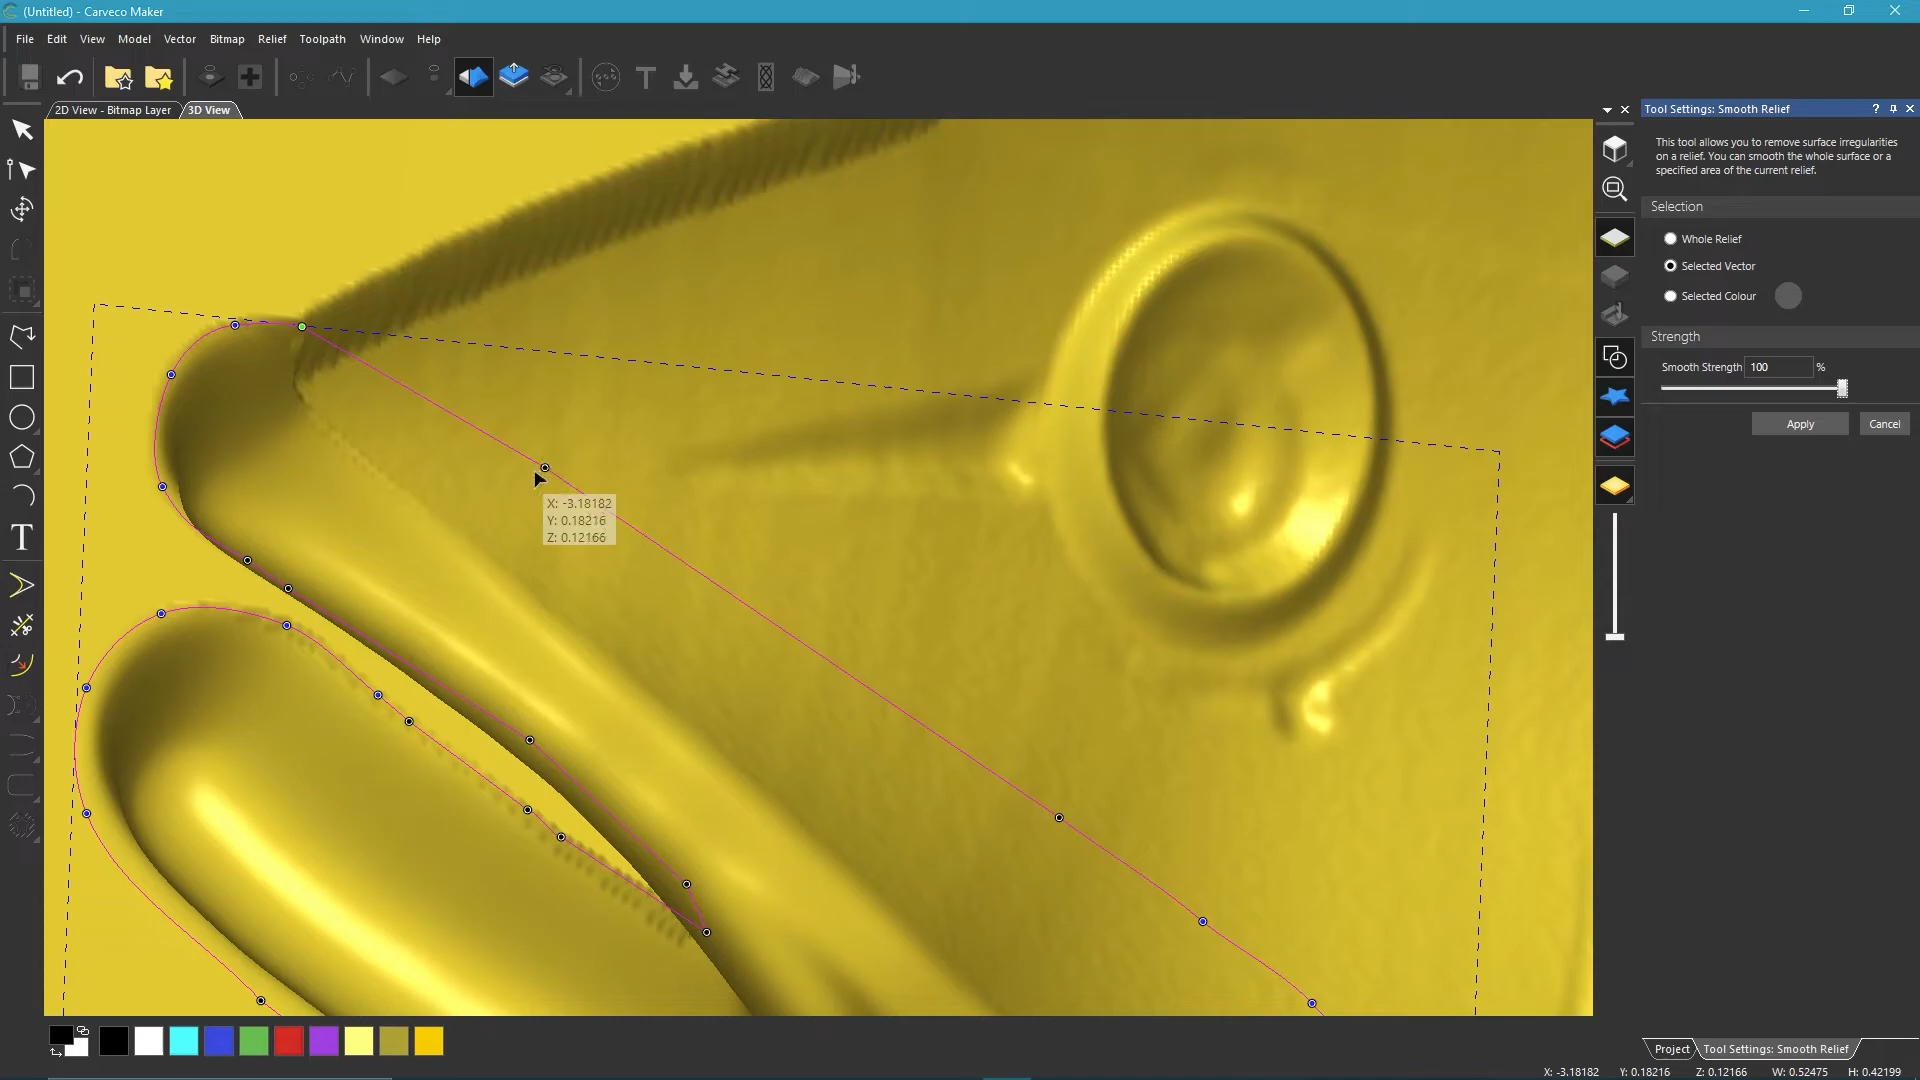 (Untitled) - Carveco Maker
File Edit View Model Vector Bitmap Relief Toolpath Window Help
2D View - Bitmap Layer 3D View
Tool Settings: Smooth Relief ?
This tool allows you to remove surface irregularities
on a relief. You can smooth the whole surface or a
specified area of the current relief.
Selection
Whole Relief
Selected Vector
Selected Colour
Strength
Smooth Strength 100 %
Apply Cancel
X: -3.18182
Y: 0.18216
Z: 0.12166
Project Tool Settings: Smooth Relief
X: -3.18182 Y: 0.18216 Z: 0.12166 W: 0.52475 H: 0.42199